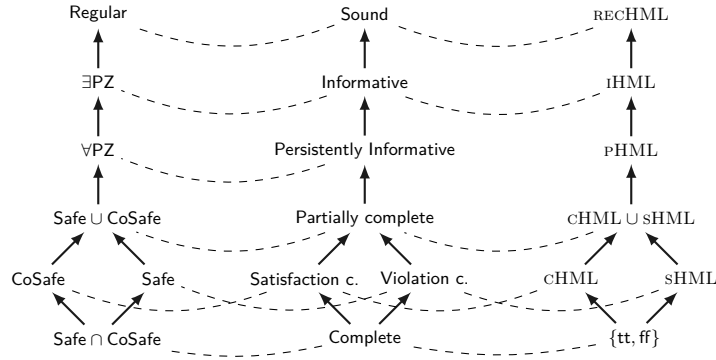 Regular Sound RECHML
∃PZ Informative IHML
∀PZ Persistently Informative PHML
Safe ∪ CoSafe Partially complete CHML ∪ SHML
CoSafe Safe Satisfaction c. Violation c. CHML SHML
Safe ∩ CoSafe Complete {tt, ff}